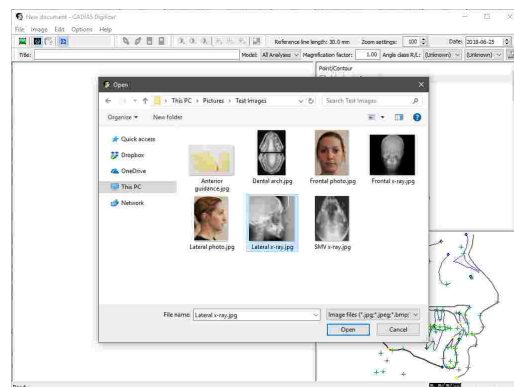 New document - CADIAS Digitizer
File Image Edit Options Help
Reference line length: 30.0 mm Zoom settings: 100 Date: 2018-06-25
Title: Model: All Analyses Magnification factor: 1.00 Angle class R/L: (Unknown) (Unknown)
Point/Contour
Open
This PC > Pictures > Test Images
Search Test Images
Organize New folder
Quick access
Dropbox
OneDrive
This PC
Network
Anterior guidance.jpg
Dental arch.jpg
Frontal photo.jpg
Frontal x-ray.jpg
Lateral photo.jpg
Lateral x-ray.jpg
SMV x-ray.jpg
File name: Lateral x-ray.jpg
Image files (*.jpg;*.jpeg;*.bmp;
Open Cancel